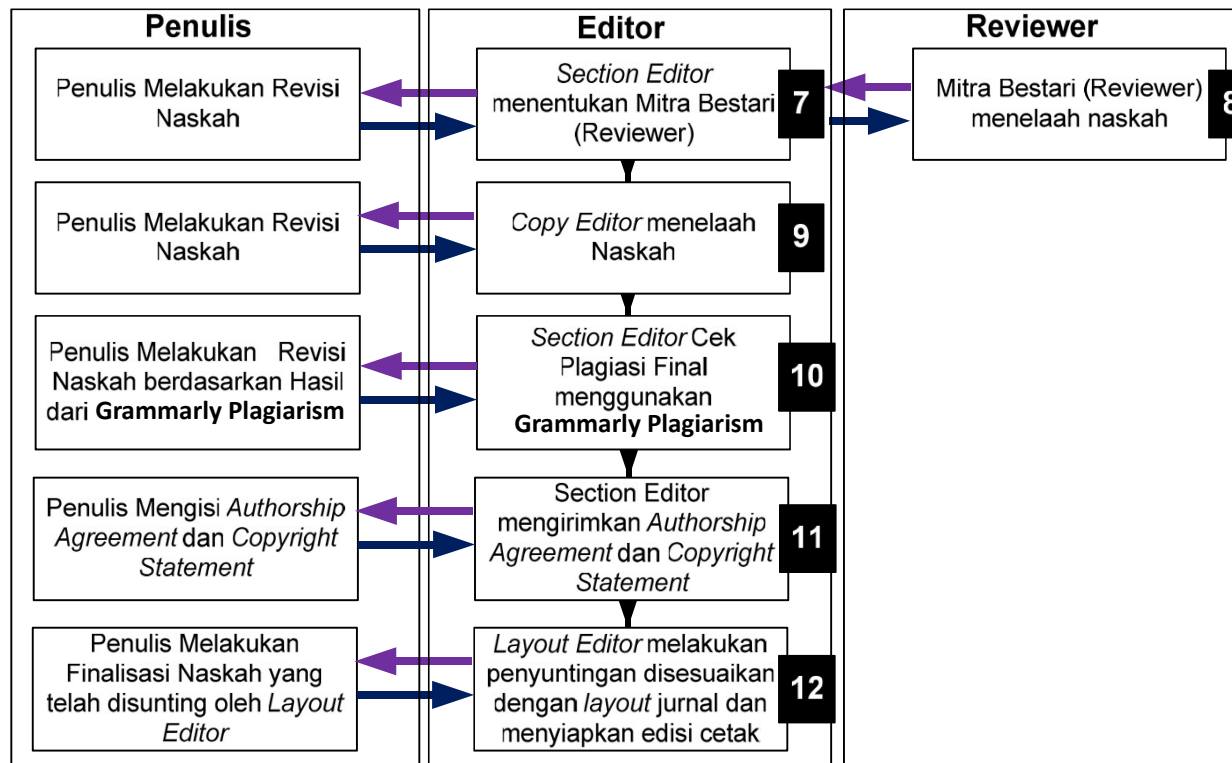 Penulis
Editor
Reviewer
Penulis Melakukan Revisi
Naskah
Section Editor
menentukan Mitra Bestari
(Reviewer)
7
Mitra Bestari (Reviewer)
menelaah naskah
8
Penulis Melakukan Revisi
Naskah
Copy Editor menelaah
Naskah
9
Penulis Melakukan Revisi
Naskah berdasarkan Hasil
dari Grammarly Plagiarism
Section Editor Cek
Plagiasi Final
menggunakan
Grammarly Plagiarism
10
Penulis Mengisi Authorship
Agreement dan Copyright
Statement
Section Editor
mengirimkan Authorship
Agreement dan Copyright
Statement
11
Penulis Melakukan
Finalisasi Naskah yang
telah disunting oleh Layout
Editor
Layout Editor melakukan
penyuntingan disesuaikan
dengan layout jurnal dan
menyiapkan edisi cetak
12